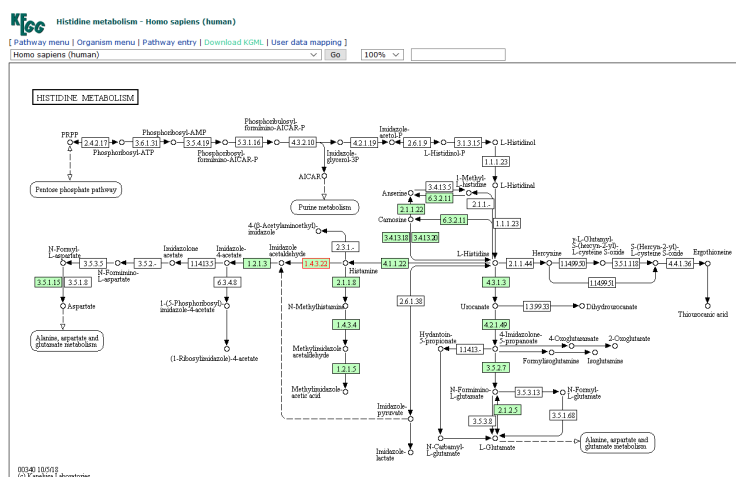 KEGG
Histidine metabolism - Homo sapiens (human)
[ Pathway menu | Organism menu | Pathway entry | Download KGML | User data mapping ]
Homo sapiens (human)
Go
100%
HISTIDINE METABOLISM
PRPP
2.4.2.17
Phosphoribosyl-ATP
3.6.1.31
Phosphoribosyl-AMP
3.5.4.19
Phosphoribosyl-
formimino-AICAR-P
5.3.1.16
Phosphoribulosyl-
formimino-AICAR-P
4.3.2.10
Imidazole-
glycerol-3P
4.2.1.19
Imidazole-
acetol-P
2.6.1.9
L-Histidinol-P
3.1.3.15
L-Histidinol
1.1.1.23
AICAR
Pentose phosphate pathway
Purine metabolism
Anserine
3.4.13.5
1-Methyl-
L-histidine
6.3.2.11
2.1.1.-
L-Histidinal
2.1.1.22
Carnosine
6.3.2.11
1.1.1.23
4-(β-Acetylaminoethyl)-
imidazole
2.3.1.-
3.4.13.18
3.4.13.20
N-Formyl-
L-aspartate
3.5.3.5
N-Formimino-
L-aspartate
3.5.2.-
Imidazolone
acetate
1.14.13.5
Imidazole-
4-acetate
1.2.1.3
Imidazole
acetaldehyde
1.4.3.22
Histamine
4.1.1.22
L-Histidine
2.1.1.44
Hercynine
1.14.99.50
γ-L-Glutamyl-
S-(hercyn-2-yl)-
L-cysteine S-oxide
3.5.1.118
S-(Hercyn-2-yl)-
L-cysteine S-oxide
4.4.1.36
Ergothioneine
1.14.99.51
3.5.1.15
3.5.1.8
6.3.4.8
2.1.1.8
4.3.1.3
Aspartate
1-(5-Phosphoribosyl)-
imidazole-4-acetate
N-Methylhistamine
2.6.1.38
Urocanate
1.3.99.33
Dihydrourocanate
Thiourocanic acid
1.4.3.4
4.2.1.49
Alanine, aspartate and
glutamate metabolism
(1-Ribosylimidazole)-4-acetate
Methylimidazole
acetaldehyde
Hydantoin-
5-propionate
1.14.13.-
4-Imidazolone-
5-propanoate
4-Oxoglutaramate
2-Oxoglutarate
Formylisoglutamine
Isoglutamine
1.2.1.5
3.5.2.7
Methylimidazole-
acetic acid
N-Formimino-
L-glutamate
3.5.3.13
N-Formyl-
L-glutamate
Imidazole-
pyruvate
2.1.2.5
3.5.3.8
3.5.1.68
Imidazole-
lactate
N-Carbamyl-
L-glutamate
L-Glutamate
Alanine, aspartate and
glutamate metabolism
00340 10/5/18
(c) Kanehisa Laboratories